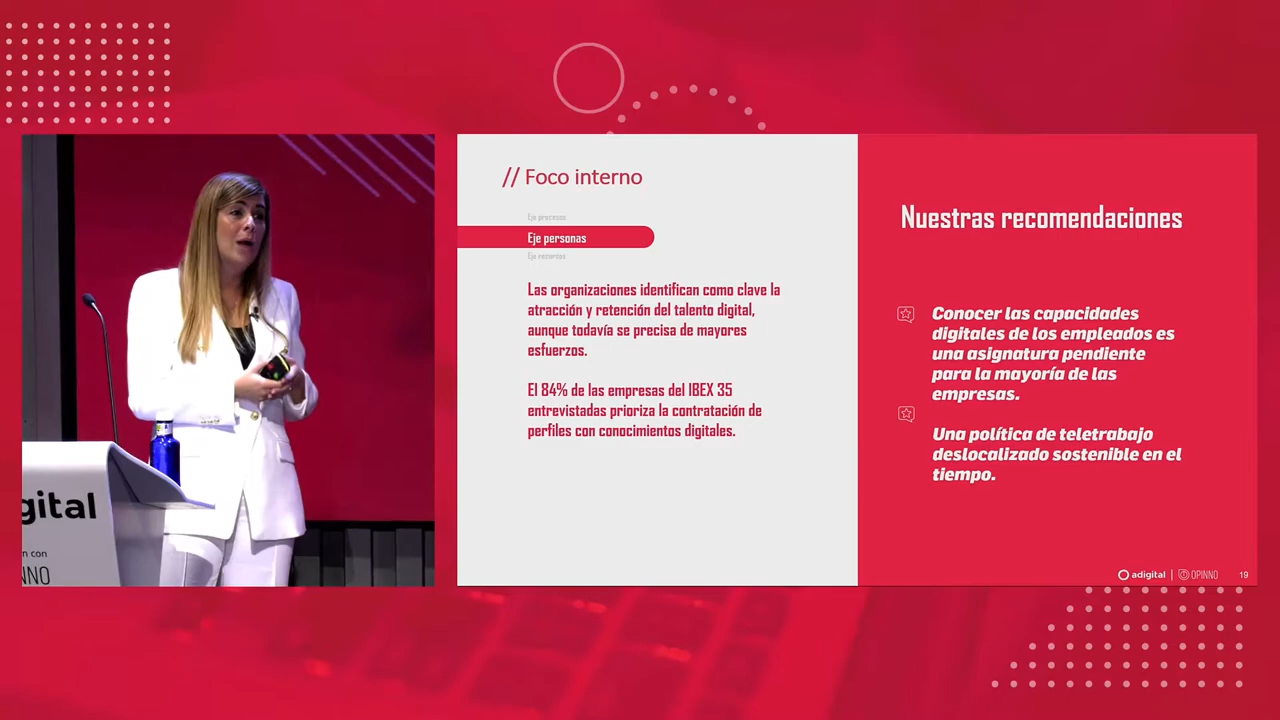 gital
n con
NNO
// Foco interno
Eje procesos
Eje personas
Eje recursos
Las organizaciones identifican como clave la
atracción y retención del talento digital,
aunque todavía se precisa de mayores
esfuerzos.
El 84% de las empresas del IBEX 35
entrevistadas prioriza la contratación de
perfiles con conocimientos digitales.
Nuestras recomendaciones
Conocer las capacidades
digitales de los empleados es
una asignatura pendiente
para la mayoría de las
empresas.
Una política de teletrabajo
deslocalizado sostenible en el
tiempo.
adigital | OPINNO 19